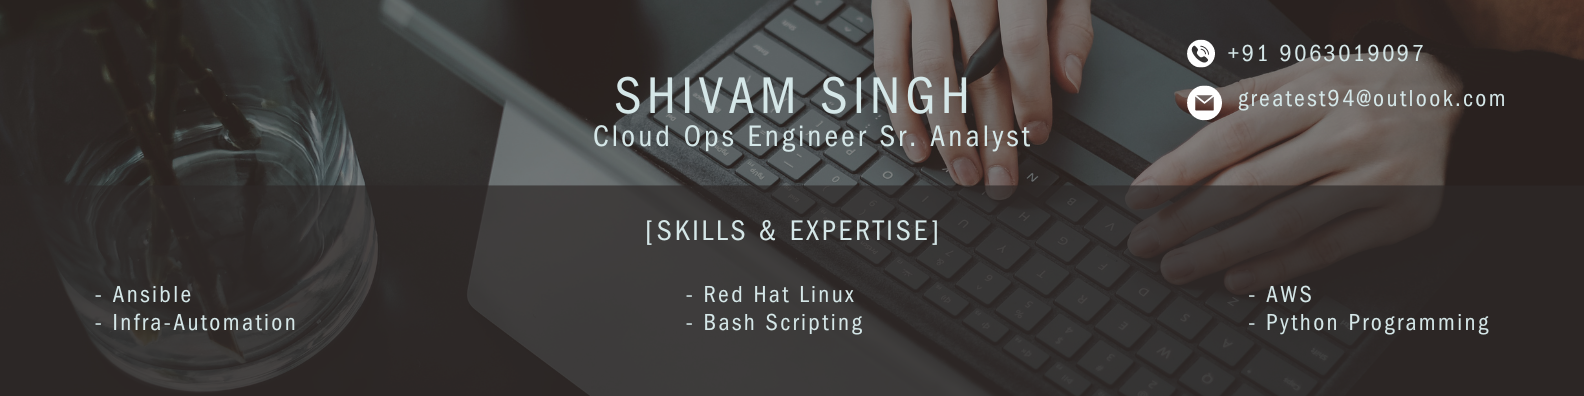 SHIVAM SINGH
Cloud Ops Engineer Sr. Analyst
+91 9063019097
greatest94@outlook.com
[SKILLS & EXPERTISE]
- Ansible
- Infra-Automation
- Red Hat Linux
- Bash Scripting
- AWS
- Python Programming